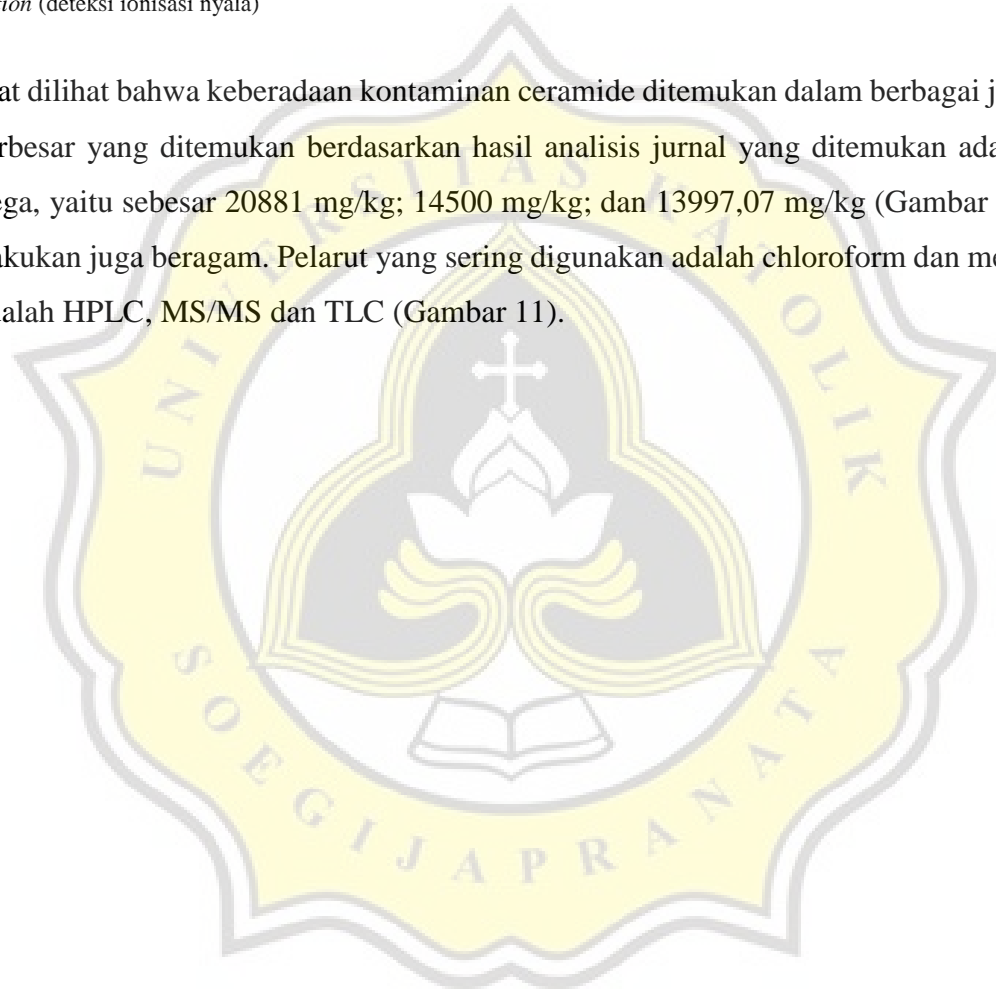 tion (deteksi ionisasi nyala)
at dilihat bahwa keberadaan kontaminan ceramide ditemukan dalam berbagai j
rbesar yang ditemukan berdasarkan hasil analisis jurnal yang ditemukan ada
ega, yaitu sebesar 20881 mg/kg; 14500 mg/kg; dan 13997,07 mg/kg (Gambar
akukan juga beragam. Pelarut yang sering digunakan adalah chloroform dan me
alah HPLC, MS/MS dan TLC (Gambar 11).
UNIVERSITAS KATOLIK
SOEGIJAPRANATA